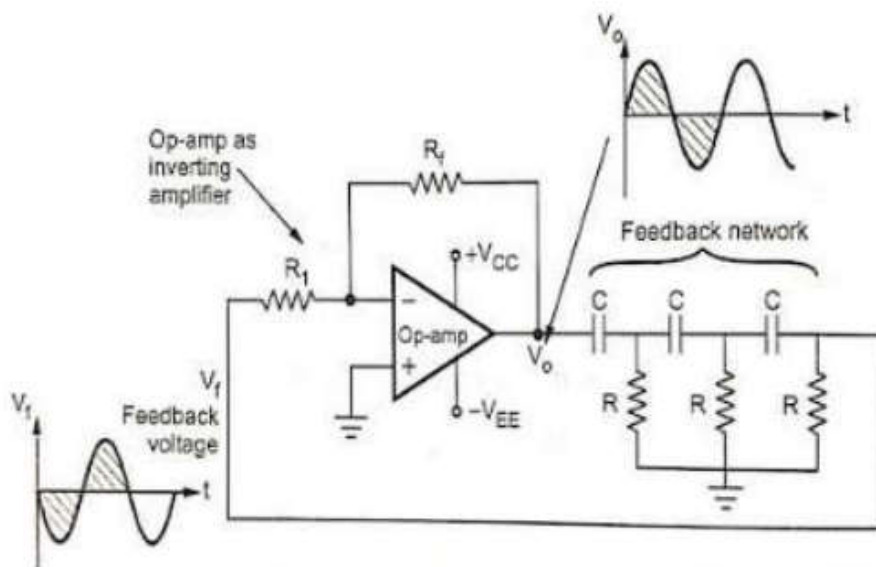 Vo
t
Op-amp as
inverting
amplifier
Rf
Feedback network
+VCC
R1
C
C
C
−
Op-amp
+
Vo
Vf
R
R
R
−VEE
Vf
Feedback
voltage
t